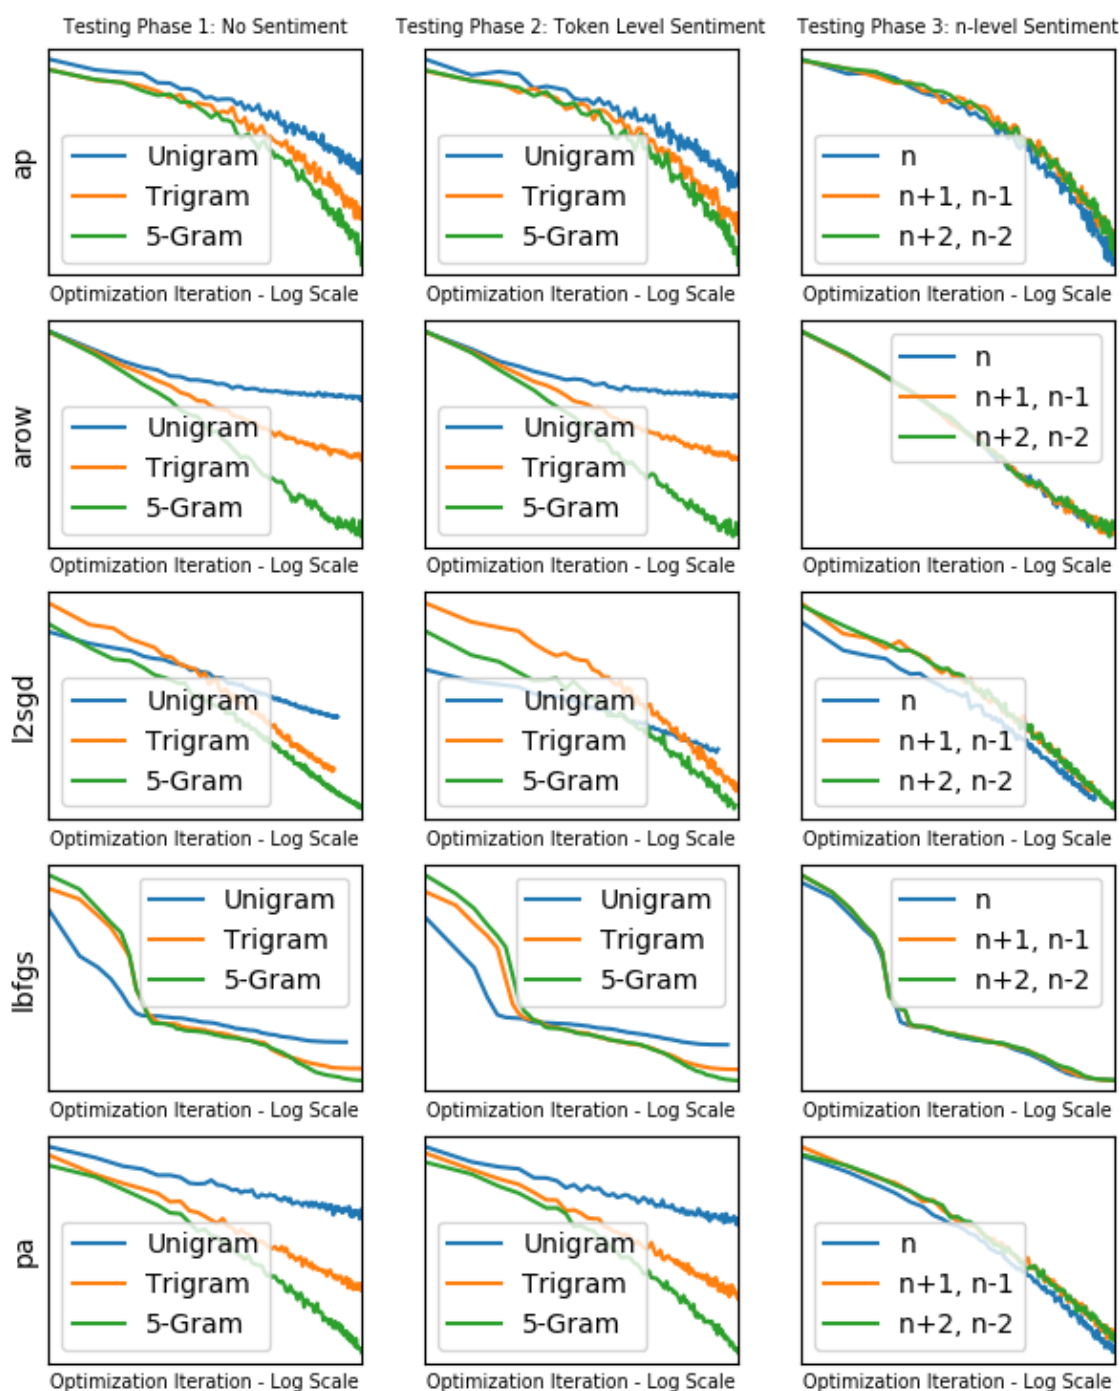 Testing Phase 1: No Sentiment
Testing Phase 2: Token Level Sentiment
Testing Phase 3: n-level Sentiment
ap
Unigram
Trigram
5-Gram
Optimization Iteration - Log Scale
Unigram
Trigram
5-Gram
Optimization Iteration - Log Scale
n
n+1, n-1
n+2, n-2
Optimization Iteration - Log Scale
arow
Unigram
Trigram
5-Gram
Optimization Iteration - Log Scale
Unigram
Trigram
5-Gram
Optimization Iteration - Log Scale
n
n+1, n-1
n+2, n-2
Optimization Iteration - Log Scale
l2sgd
Unigram
Trigram
5-Gram
Optimization Iteration - Log Scale
Unigram
Trigram
5-Gram
Optimization Iteration - Log Scale
n
n+1, n-1
n+2, n-2
Optimization Iteration - Log Scale
lbfgs
Unigram
Trigram
5-Gram
Optimization Iteration - Log Scale
Unigram
Trigram
5-Gram
Optimization Iteration - Log Scale
n
n+1, n-1
n+2, n-2
Optimization Iteration - Log Scale
pa
Unigram
Trigram
5-Gram
Optimization Iteration - Log Scale
Unigram
Trigram
5-Gram
Optimization Iteration - Log Scale
n
n+1, n-1
n+2, n-2
Optimization Iteration - Log Scale